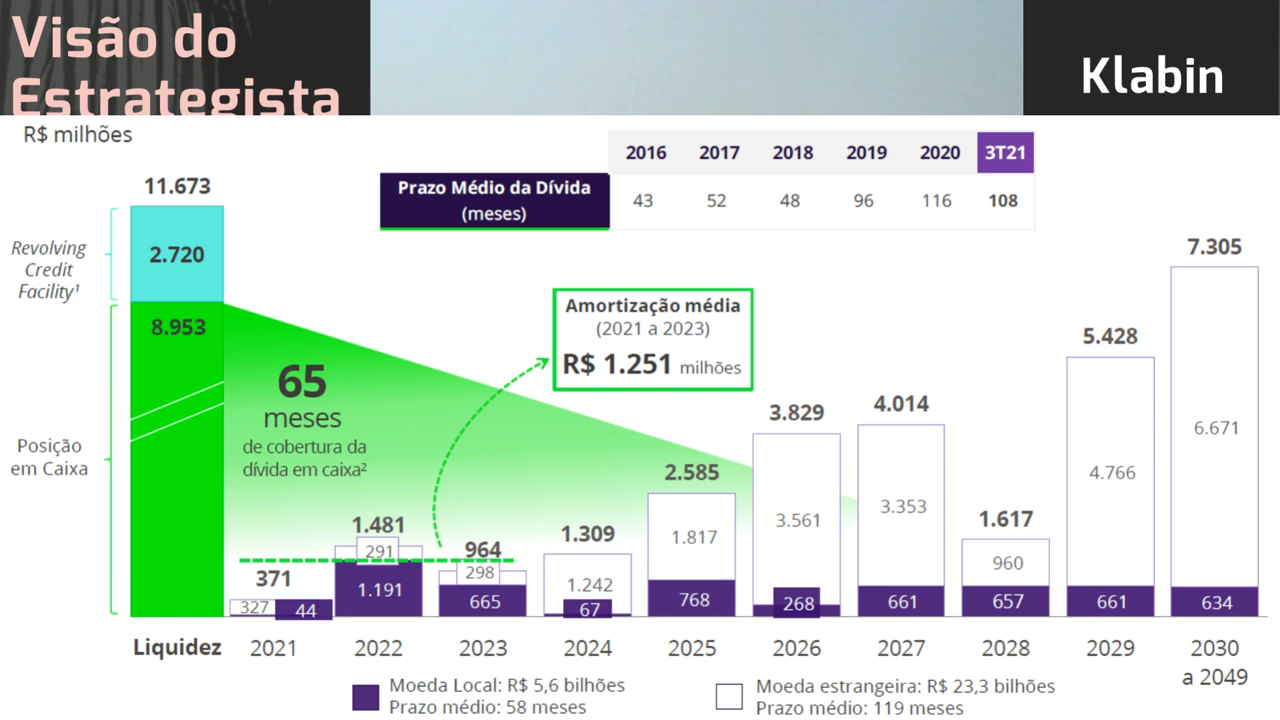 Visão do
Estrategista
Klabin
R$ milhões
2016 2017 2018 2019 2020 3T21
Prazo Médio da Dívida
(meses)
43 52 48 96 116 108
11.673
Revolving
Credit
Facility¹
2.720
8.953
Posição
em Caixa
65
meses
de cobertura da
dívida em caixa²
Amortização média
(2021 a 2023)
R$ 1.251 milhões
371
327 44
1.481
291
1.191
964
298
665
1.309
1.242
67
2.585
1.817
768
3.829
3.561
268
4.014
3.353
661
1.617
960
657
5.428
4.766
661
7.305
6.671
634
Liquidez 2021 2022 2023 2024 2025 2026 2027 2028 2029 2030
a 2049
Moeda Local: R$ 5,6 bilhões
Prazo médio: 58 meses
Moeda estrangeira: R$ 23,3 bilhões
Prazo médio: 119 meses